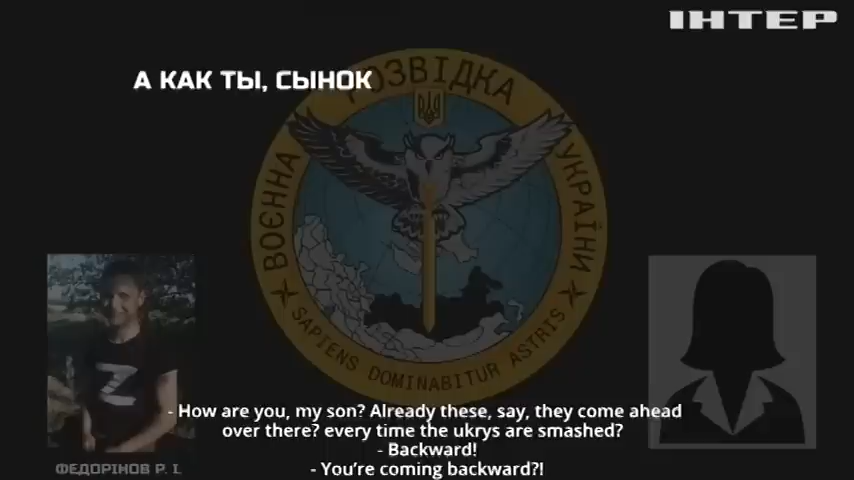 ІНТЕР
А КАК ТЫ, СЫНОК
РОЗВІДКА
ВОЄННА
УКРАЇНИ
SAPIENS DOMINABITUR ASTRIS
Z
- How are you, my son? Already these, say, they come ahead
over there? every time the ukrys are smashed?
- Backward!
- You're coming backward?!
ФЕДОРІНОВ Р. І.